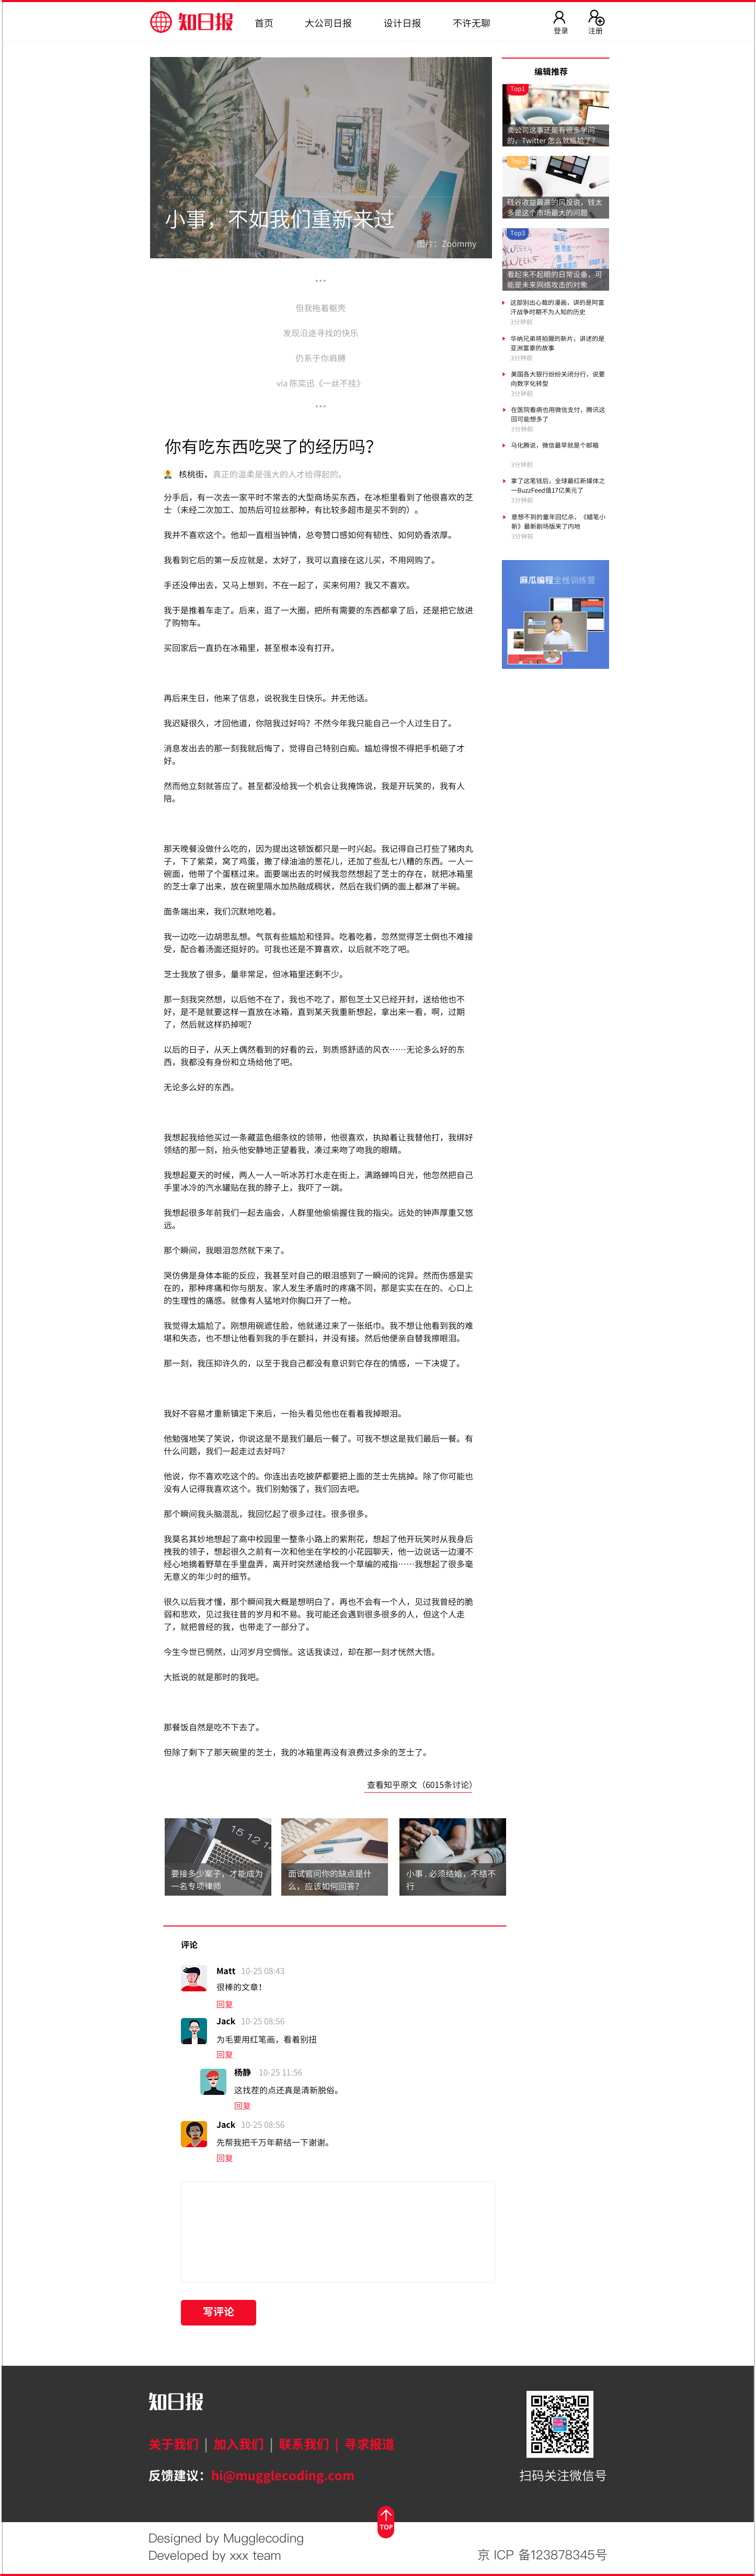 知日报
首页
大公司日报
设计日报
不许无聊
登录
注册
小事，不如我们重新来过
图片：Zoommy
***
但我拖着躯壳
发现沿途寻找的快乐
仍系于你肩膊
via 陈奕迅《一丝不挂》
***
你有吃东西吃哭了的经历吗？
核桃街，真正的温柔是强大的人才给得起的。
分手后，有一次去一家平时不常去的大型商场买东西，在冰柜里看到了他很喜欢的芝
士（未经二次加工、加热后可拉丝那种，有比较多超市是买不到的）。
我并不喜欢这个。他却一直相当钟情，总夸赞口感如何有韧性、如何奶香浓厚。
我看到它后的第一反应就是，太好了，我可以直接在这儿买，不用网购了。
手还没伸出去，又马上想到，不在一起了，买来何用？我又不喜欢。
我于是推着车走了。后来，逛了一大圈，把所有需要的东西都拿了后，还是把它放进
了购物车。
买回家后一直扔在冰箱里，甚至根本没有打开。
再后来生日，他来了信息，说祝我生日快乐。并无他话。
我迟疑很久，才回他道，你陪我过好吗？不然今年我只能自己一个人过生日了。
消息发出去的那一刻我就后悔了，觉得自己特别白痴。尴尬得恨不得把手机砸了才
好。
然而他立刻就答应了。甚至都没给我一个机会让我掩饰说，我是开玩笑的，我有人
陪。
那天晚餐没做什么吃的，因为提出这顿饭都只是一时兴起。我记得自己打些了猪肉丸
子，下了紫菜，窝了鸡蛋，撒了绿油油的葱花儿，还加了些乱七八糟的东西。一人一
碗面，他带了个蛋糕过来。面要端出去的时候我忽然想起了芝士的存在，就把冰箱里
的芝士拿了出来，放在碗里隔水加热融成稠状，然后在我们俩的面上都淋了半碗。
面条端出来，我们沉默地吃着。
我一边吃一边胡思乱想。气氛有些尴尬和怪异。吃着吃着，忽然觉得芝士倒也不难接
受，配合着汤面还挺好的。可我也还是不算喜欢，以后就不吃了吧。
芝士我放了很多，量非常足，但冰箱里还剩不少。
那一刻我突然想，以后他不在了，我也不吃了，那包芝士又已经开封，送给他也不
好，是不是就要这样一直放在冰箱，直到某天我重新想起，拿出来一看，啊，过期
了，然后就这样扔掉呢？
以后的日子，从天上偶然看到的好看的云，到质感舒适的风衣……无论多么好的东
西，我都没有身份和立场给他了吧。
无论多么好的东西。
我想起我给他买过一条藏蓝色细条纹的领带，他很喜欢，执拗着让我替他打，我绑好
领结的那一刻，抬头他安静地正望着我，凑过来吻了吻我的眼睛。
我想起夏天的时候，两人一人一听冰苏打水走在街上，满路蝉鸣日光，他忽然把自己
手里冰冷的汽水罐贴在我的脖子上，我吓了一跳。
我想起很多年前我们一起去庙会，人群里他偷偷握住我的指尖。远处的钟声厚重又悠
远。
那个瞬间，我眼泪忽然就下来了。
哭仿佛是身体本能的反应，我甚至对自己的眼泪感到了一瞬间的诧异。然而伤感是实
在的，那种疼痛和你与朋友、家人发生矛盾时的疼痛不同，那是实实在在的、心口上
的生理性的痛感。就像有人猛地对你胸口开了一枪。
我觉得太尴尬了。刚想用碗遮住脸，他就递过来了一张纸巾。我不想让他看到我的难
堪和失态，也不想让他看到我的手在颤抖，并没有接。然后他便亲自替我擦眼泪。
那一刻，我压抑许久的，以至于我自己都没有意识到它存在的情感，一下决堤了。
我好不容易才重新镇定下来后，一抬头看见他也在看着我掉眼泪。
他勉强地笑了笑说，你说这是不是我们最后一餐了。可我不想这是我们最后一餐。有
什么问题，我们一起走过去好吗？
他说，你不喜欢吃这个的。你连出去吃披萨都要把上面的芝士先挑掉。除了你可能也
没有人记得我喜欢这个。我们别勉强了，我们回去吧。
那个瞬间我头脑混乱，我回忆起了很多过往。很多很多。
我莫名其妙地想起了高中校园里一整条小路上的紫荆花，想起了他开玩笑时从我身后
拽我的领子，想起很久之前有一次和他坐在学校的小花园聊天，他一边说话一边漫不
经心地摘着野草在手里盘弄，离开时突然递给我一个草编的戒指……我想起了很多毫
无意义的年少时的细节。
很久以后我才懂，那个瞬间我大概是想明白了，再也不会有一个人，见过我曾经的脆
弱和悲欢，见过我往昔的岁月和不易。我可能还会遇到很多很多的人，但这个人走
了，就把曾经的我，也带走了一部分了。
今生今世已惘然，山河岁月空惆怅。这话我读过，却在那一刻才恍然大悟。
大抵说的就是那时的我吧。
那餐饭自然是吃不下去了。
但除了剩下了那天碗里的芝士，我的冰箱里再没有浪费过多余的芝士了。
查看知乎原文（6015条讨论）
要接多少案子，才能成为
一名专项律师
面试官问你的缺点是什
么，应该如何回答？
小事 . 必须结婚，不结不
行
评论
Matt 10-25 08:43
很棒的文章！
回复
Jack 10-25 08:56
为毛要用红笔画，看着别扭
回复
杨静 10-25 11:56
这找茬的点还真是清新脱俗。
回复
Jack 10-25 08:56
先帮我把千万年薪结一下谢谢。
回复
写评论
编辑推荐
Top1
卖公司这事还是有很多学问
的，Twitter 怎么就尴尬了？
Top2
硅谷收益最高的风投说，钱太
多是这个市场最大的问题
Top3
看起来不起眼的日常设备，可
能是未来网络攻击的对象
这部别出心裁的漫画，讲的是阿富
汗战争时期不为人知的历史
3分钟前
华纳兄弟将拍摄的新片，讲述的是
亚洲富豪的故事
3分钟前
美国各大银行纷纷关闭分行，说要
向数字化转型
3分钟前
在医院看病也用微信支付，腾讯这
回可能想多了
3分钟前
马化腾说，微信最早就是个邮箱
3分钟前
拿了这笔钱后，全球最红新媒体之
一BuzzFeed值17亿美元了
3分钟前
意想不到的童年回忆杀，《蜡笔小
新》最新剧场版来了内地
3分钟前
麻瓜编程全栈训练营
知日报
关于我们 | 加入我们 | 联系我们 | 寻求报道
反馈建议：hi@mugglecoding.com
扫码关注微信号
TOP
Designed by Mugglecoding
Developed by xxx team
京 ICP 备123878345号